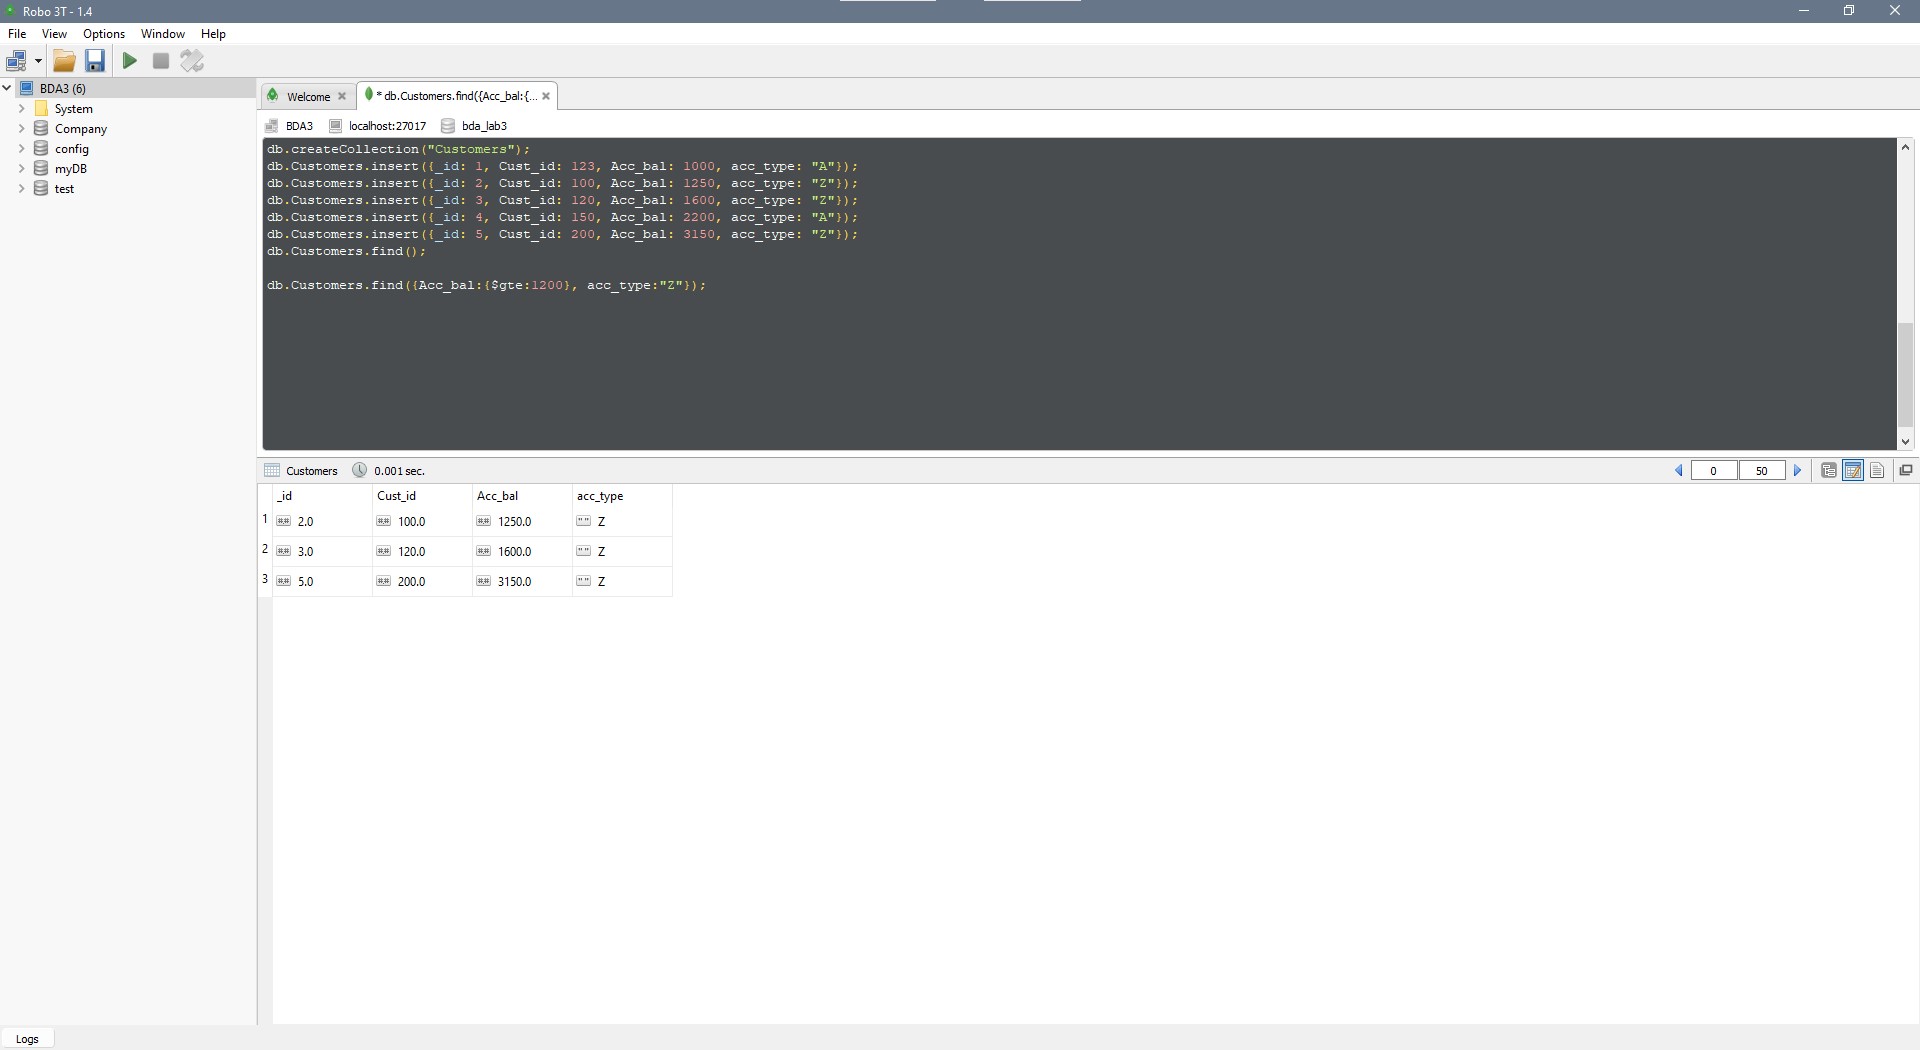 Robo 3T - 1.4
File View Options Window Help
BDA3 (6)
System
Company
config
myDB
test
Welcome
* db.Customers.find({Acc_bal:{...
BDA3 localhost:27017 bda_lab3
db.createCollection("Customers");
db.Customers.insert({_id: 1, Cust_id: 123, Acc_bal: 1000, acc_type: "A"});
db.Customers.insert({_id: 2, Cust_id: 100, Acc_bal: 1250, acc_type: "Z"});
db.Customers.insert({_id: 3, Cust_id: 120, Acc_bal: 1600, acc_type: "Z"});
db.Customers.insert({_id: 4, Cust_id: 150, Acc_bal: 2200, acc_type: "A"});
db.Customers.insert({_id: 5, Cust_id: 200, Acc_bal: 3150, acc_type: "Z"});
db.Customers.find();
db.Customers.find({Acc_bal:{$gte:1200}, acc_type:"Z"});
Customers 0.001 sec. 0 50
_id Cust_id Acc_bal acc_type
1 ## 2.0 ## 100.0 ## 1250.0 "" Z
2 ## 3.0 ## 120.0 ## 1600.0 "" Z
3 ## 5.0 ## 200.0 ## 3150.0 "" Z
Logs